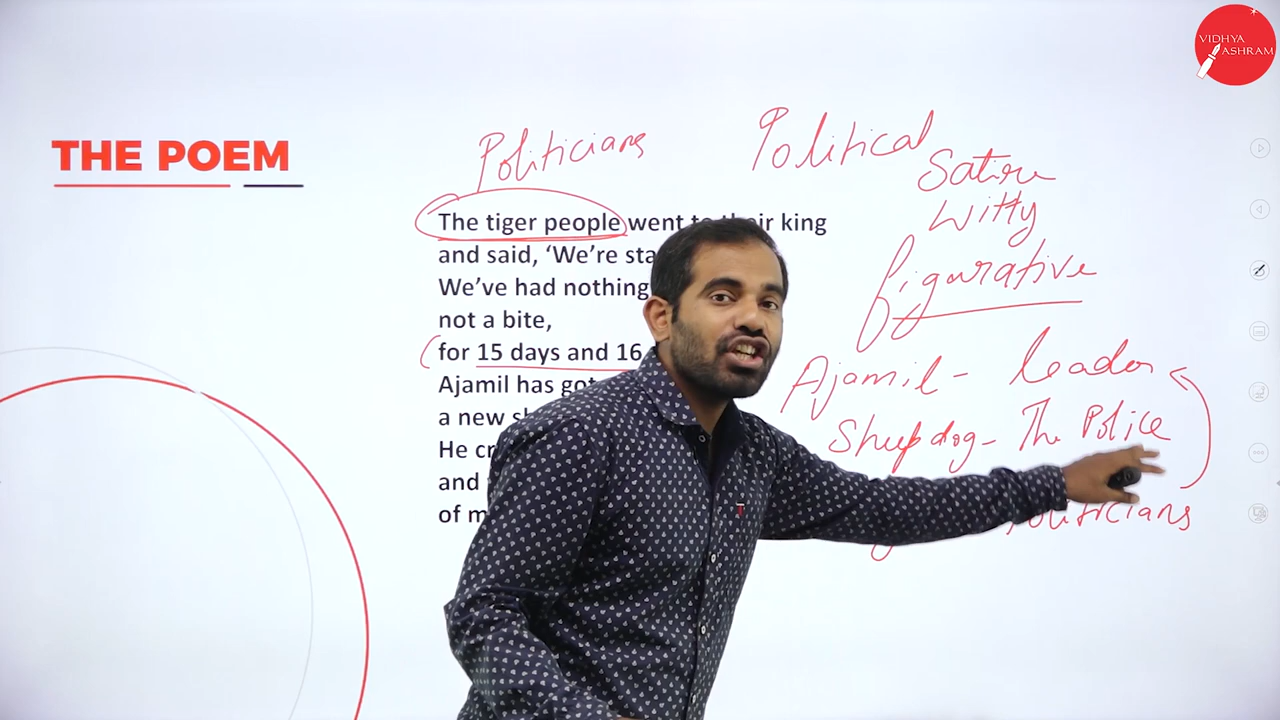 VIDHYA
ASHRAM
THE POEM
Politicians
Political
Satire
Witty
figurative
The tiger people went to their king
and said, ‘We’re sta
We’ve had nothing
not a bite,
for 15 days and 16
Ajamil has got
a new sh
He cr
and
of m
Ajamil - leader
Sheepdog - The Police
Politicians